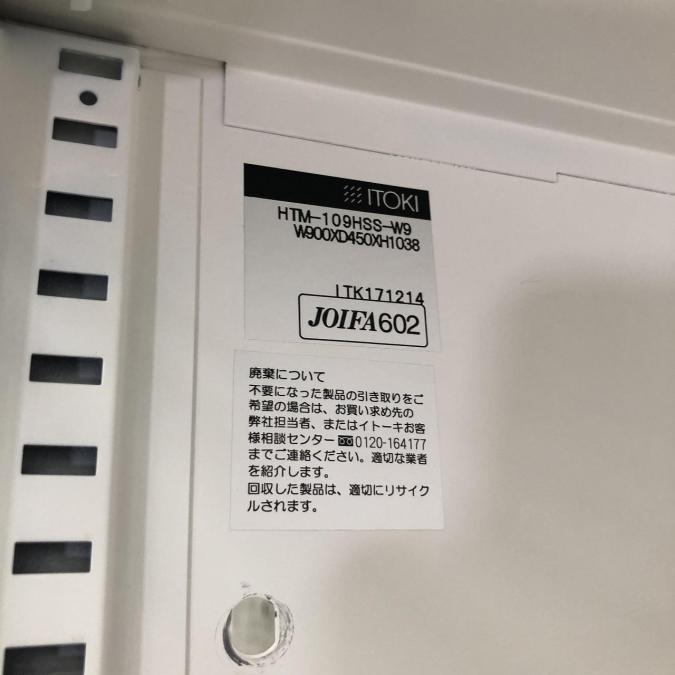 ITOKI
HTM-109HSS-W9
W900XD450XH1038
ITK171214
JOIFA602
廃棄について
不要になった製品の引き取りをご
希望の場合は、お買い求め先の
弊社担当者、またはイトーキお客
様相談センター 0120-164177
までご連絡ください。適切な業者
を紹介します。
回収した製品は、適切にリサイク
ルされます。